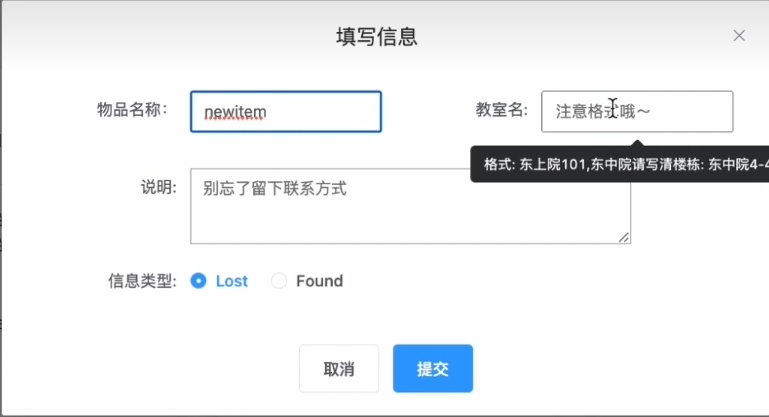 填写信息
物品名称:
newitem
教室名:
注意格式哦～
格式: 东上院101,东中院请写清楼栋: 东中院4-4
说明:
别忘了留下联系方式
信息类型:
Lost
Found
取消
提交